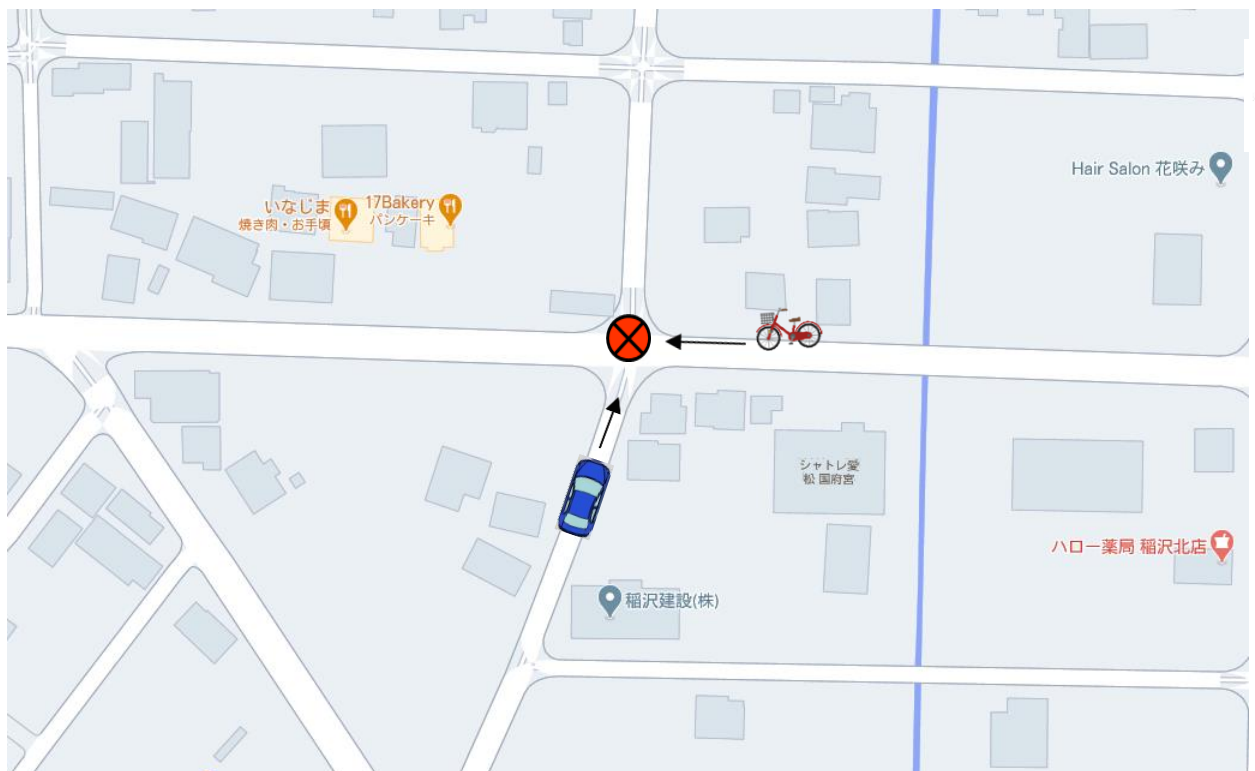 Hair Salon 花咲み
いなじま
焼き肉・お手頃
17Bakery
パンケーキ
シャトレ愛
松 国府宮
ハロー薬局 稲沢北店
稲沢建設(株)